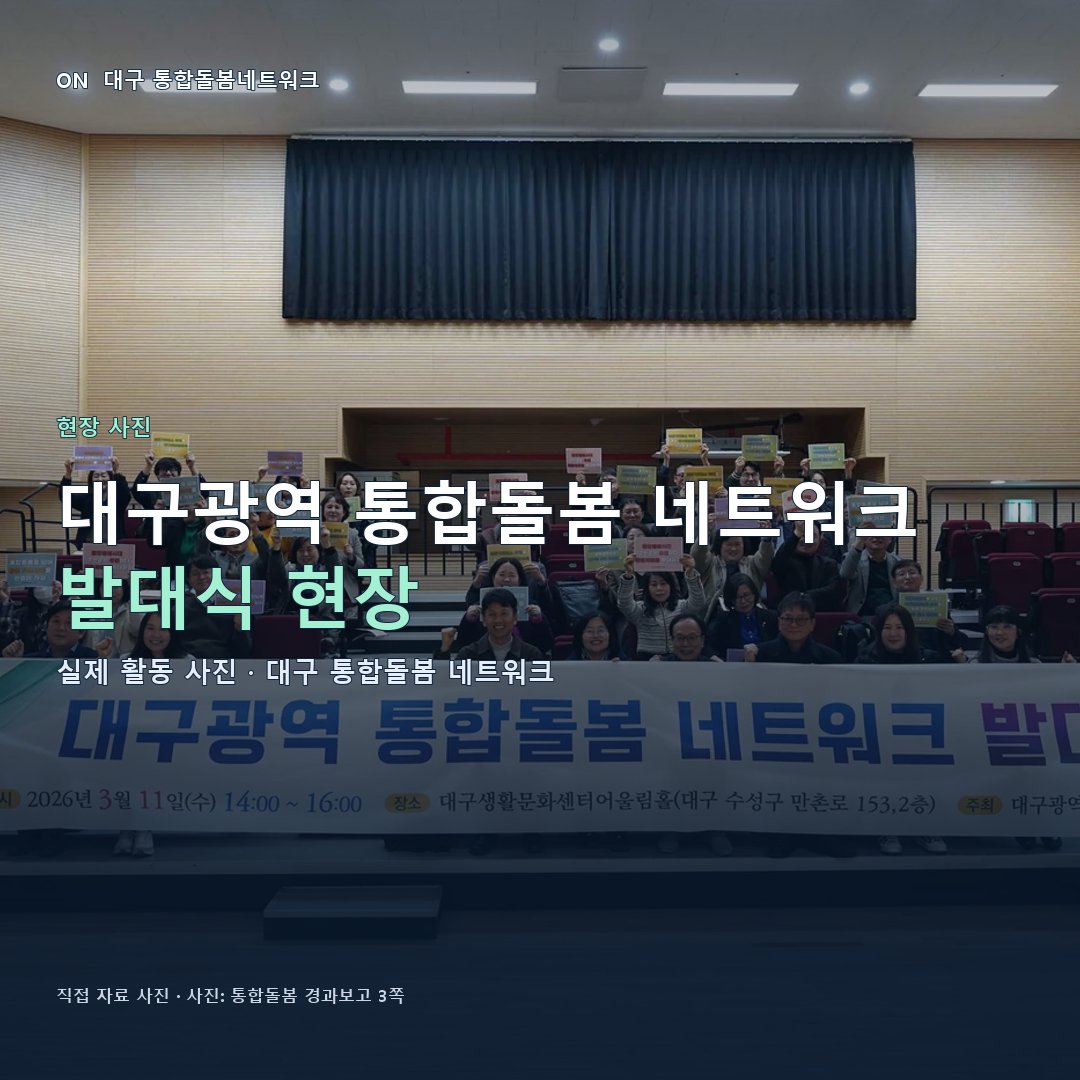 ON 대구 통합돌봄네트워크
현장 사진
대구광역 통합돌봄 네트워크
발대식 현장
실제 활동 사진 · 대구 통합돌봄 네트워크
대구광역 통합돌봄 네트워크
2026년 3월 11일(수) 14:00 ~ 16:00 장소 대구생활문화센터어울림홀(대구 수성구 만촌로 153,2층) 주최 대구광역
직접 자료 사진 · 사진: 통합돌봄 경과보고 3쪽